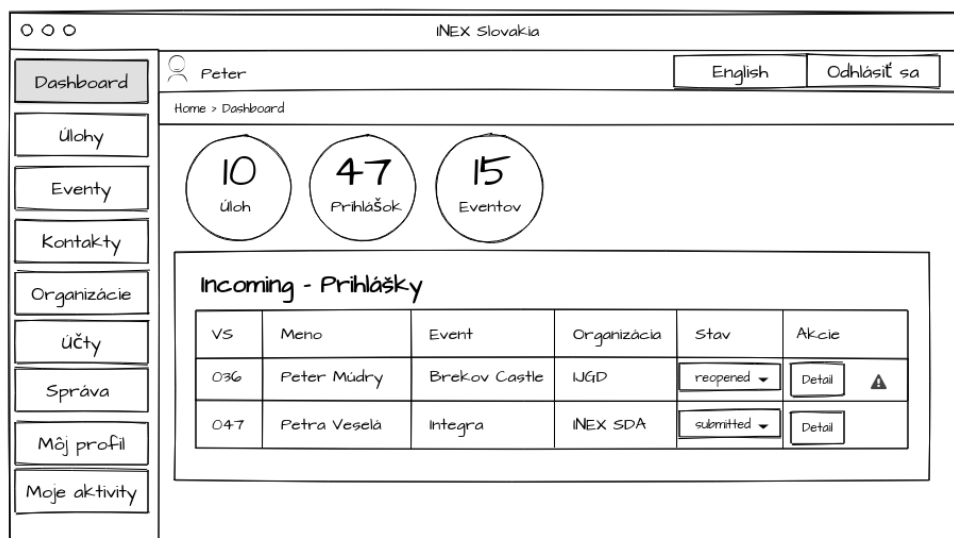 INEX Slovakia
Peter
English
Odhlásiť sa
Home > Dashboard
Dashboard
Úlohy
Eventy
Kontakty
Organizácie
Účty
Správa
Môj profil
Moje aktivity
10
Úloh
47
Prihlášok
15
Eventov
Incoming - Prihlášky
VS Meno Event Organizácia Stav Akcie
036 Peter Múdry Brekov Castle IJGD reopened Detail
047 Petra Veselá Integra INEX SDA submitted Detail